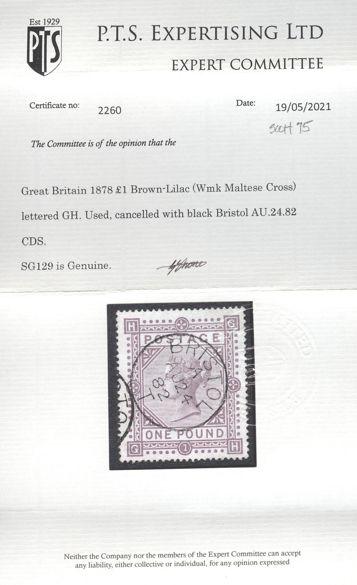 Est 1929
PTS
P.T.S. EXPERTISING LTD
EXPERT COMMITTEE
Certificate no: 2260 Date: 19/05/2021
Scott 75
The Committee is of the opinion that the
Great Britain 1878 £1 Brown-Lilac (Wmk Maltese Cross)
lettered GH. Used, cancelled with black Bristol AU.24.82
CDS.
SG129 is Genuine.
H G
POSTAGE
BRISTOL
AU 24
82
ONE POUND
G 1 H
Neither the Company nor the members of the Expert Committee can accept
any liability, either collective or individual, for any opinion expressed